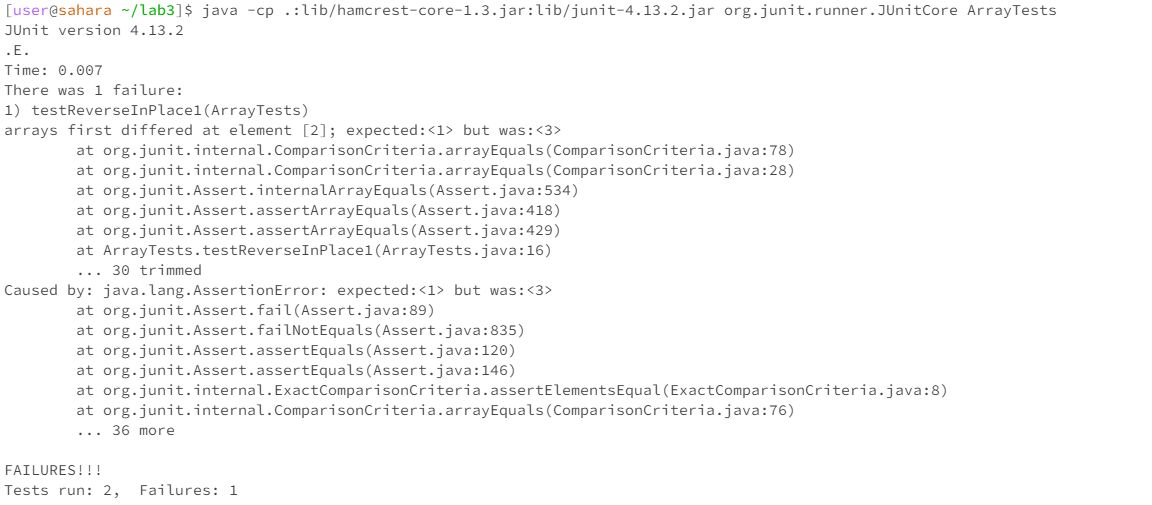 [user@sahara ~/lab3]$ java -cp .:lib/hamcrest-core-1.3.jar:lib/junit-4.13.2.jar org.junit.runner.JUnitCore ArrayTests
JUnit version 4.13.2
.E.
Time: 0.007
There was 1 failure:
1) testReverseInPlace1(ArrayTests)
arrays first differed at element [2]; expected:<1> but was:<3>
        at org.junit.internal.ComparisonCriteria.arrayEquals(ComparisonCriteria.java:78)
        at org.junit.internal.ComparisonCriteria.arrayEquals(ComparisonCriteria.java:28)
        at org.junit.Assert.internalArrayEquals(Assert.java:534)
        at org.junit.Assert.assertArrayEquals(Assert.java:418)
        at org.junit.Assert.assertArrayEquals(Assert.java:429)
        at ArrayTests.testReverseInPlace1(ArrayTests.java:16)
        ... 30 trimmed
Caused by: java.lang.AssertionError: expected:<1> but was:<3>
        at org.junit.Assert.fail(Assert.java:89)
        at org.junit.Assert.failNotEquals(Assert.java:835)
        at org.junit.Assert.assertEquals(Assert.java:120)
        at org.junit.Assert.assertEquals(Assert.java:146)
        at org.junit.internal.ExactComparisonCriteria.assertElementsEqual(ExactComparisonCriteria.java:8)
        at org.junit.internal.ComparisonCriteria.arrayEquals(ComparisonCriteria.java:76)
        ... 36 more

FAILURES!!!
Tests run: 2,  Failures: 1